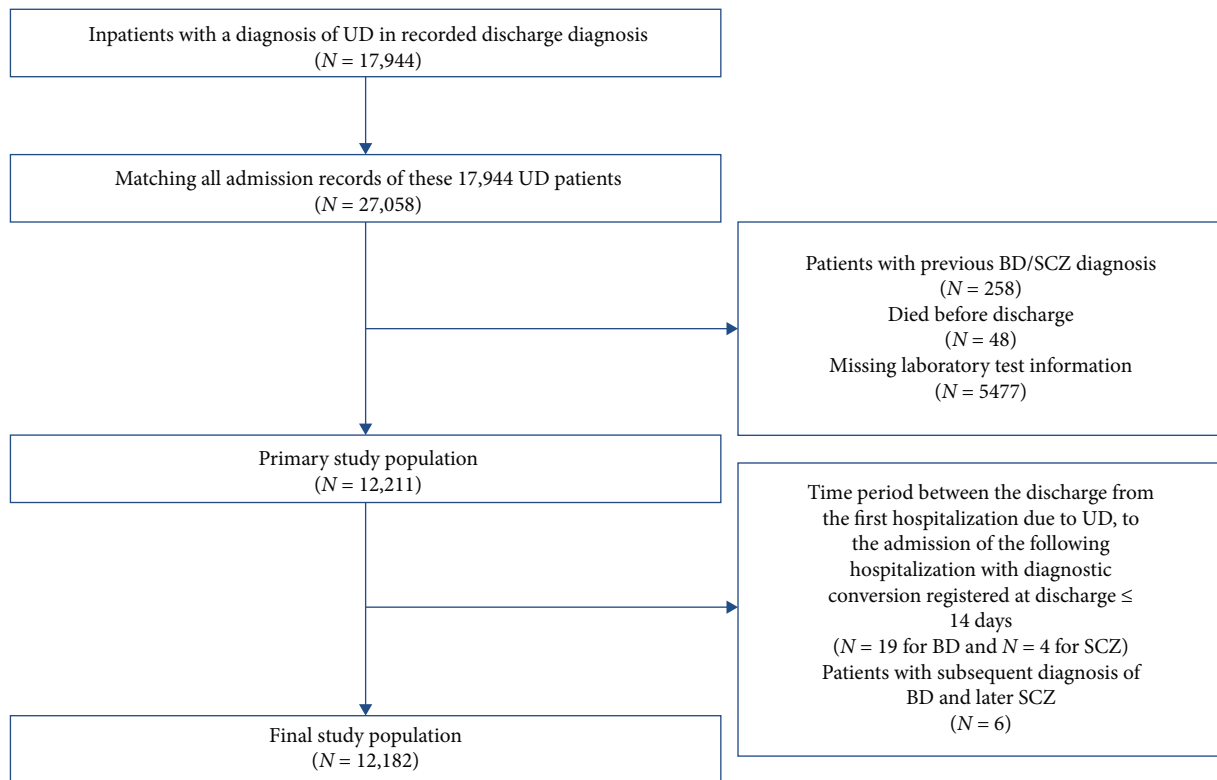 Inpatients with a diagnosis of UD in recorded discharge diagnosis
(N = 17,944)
Matching all admission records of these 17,944 UD patients
(N = 27,058)
Patients with previous BD/SCZ diagnosis
(N = 258)
Died before discharge
(N = 48)
Missing laboratory test information
(N = 5477)
Primary study population
(N = 12,211)
Time period between the discharge from
the first hospitalization due to UD, to
the admission of the following
hospitalization with diagnostic
conversion registered at discharge ≤
14 days
(N = 19 for BD and N = 4 for SCZ)
Patients with subsequent diagnosis of
BD and later SCZ
(N = 6)
Final study population
(N = 12,182)